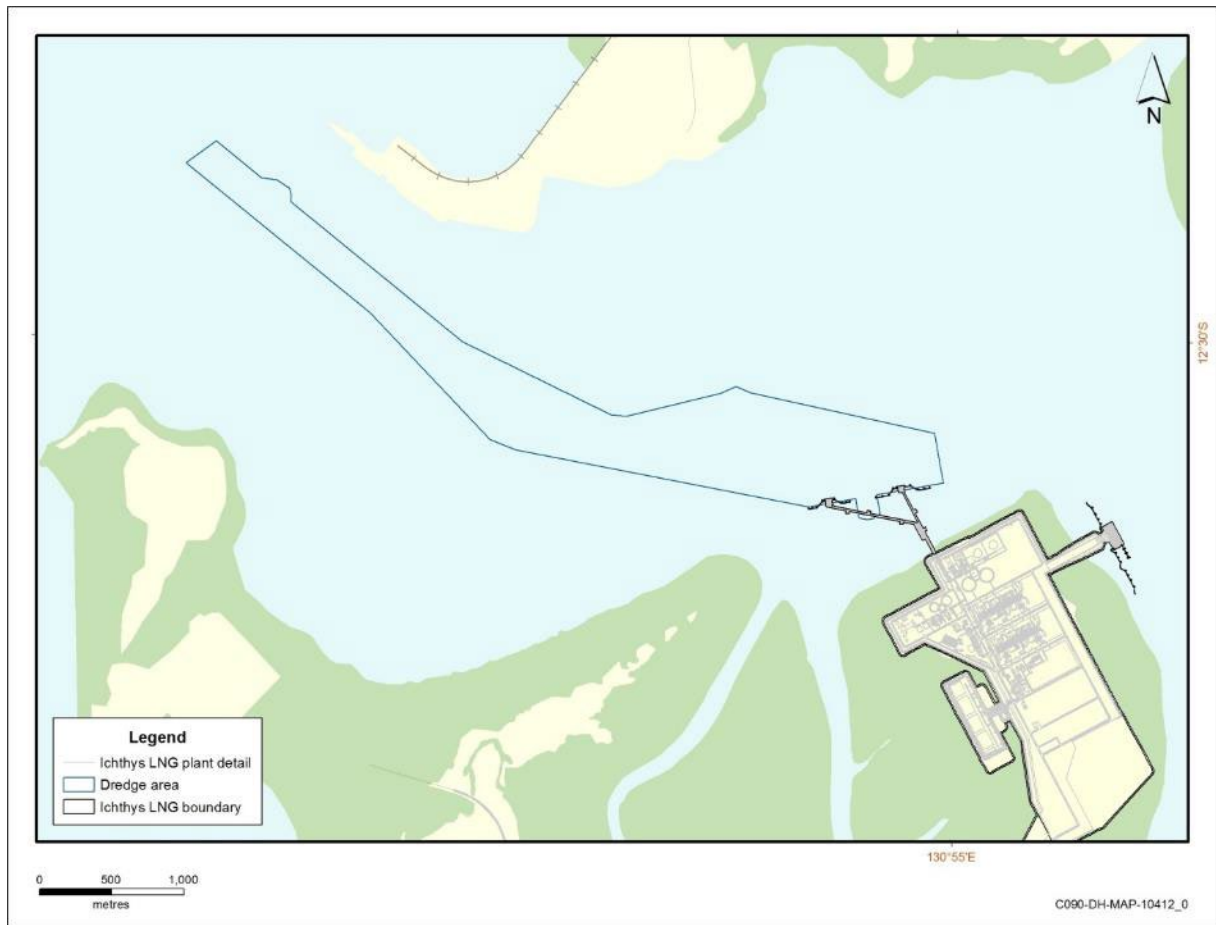 N
12°30'S
Legend
Ichthys LNG plant detail
Dredge area
Ichthys LNG boundary
130°55'E
0 500 1,000
metres
C090-DH-MAP-10412_0